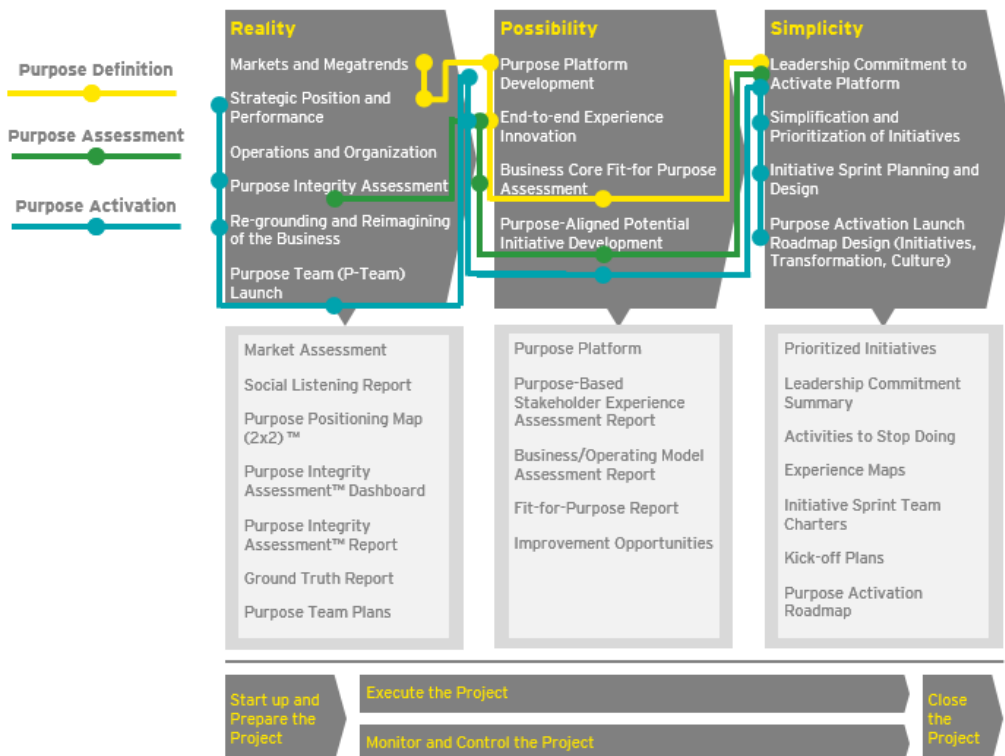 Purpose Definition
Purpose Assessment
Purpose Activation
Reality
Markets and Megatrends
Strategic Position and
Performance
Operations and Organization
Purpose Integrity Assessment
Re-grounding and Reimagining
of the Business
Purpose Team (P-Team)
Launch
Possibility
Purpose Platform
Development
End-to-end Experience
Innovation
Business Core Fit-for Purpose
Assessment
Purpose-Aligned Potential
Initiative Development
Simplicity
Leadership Commitment to
Activate Platform
Simplification and
Prioritization of Initiatives
Initiative Sprint Planning and
Design
Purpose Activation Launch
Roadmap Design (Initiatives,
Transformation, Culture)
Market Assessment
Social Listening Report
Purpose Positioning Map
(2x2) ™
Purpose Integrity
Assessment™ Dashboard
Purpose Integrity
Assessment™ Report
Ground Truth Report
Purpose Team Plans
Purpose Platform
Purpose-Based
Stakeholder Experience
Assessment Report
Business/Operating Model
Assessment Report
Fit-for-Purpose Report
Improvement Opportunities
Prioritized Initiatives
Leadership Commitment
Summary
Activities to Stop Doing
Experience Maps
Initiative Sprint Team
Charters
Kick-off Plans
Purpose Activation
Roadmap
Start up and
Prepare the
Project
Execute the Project
Monitor and Control the Project
Close
the
Project